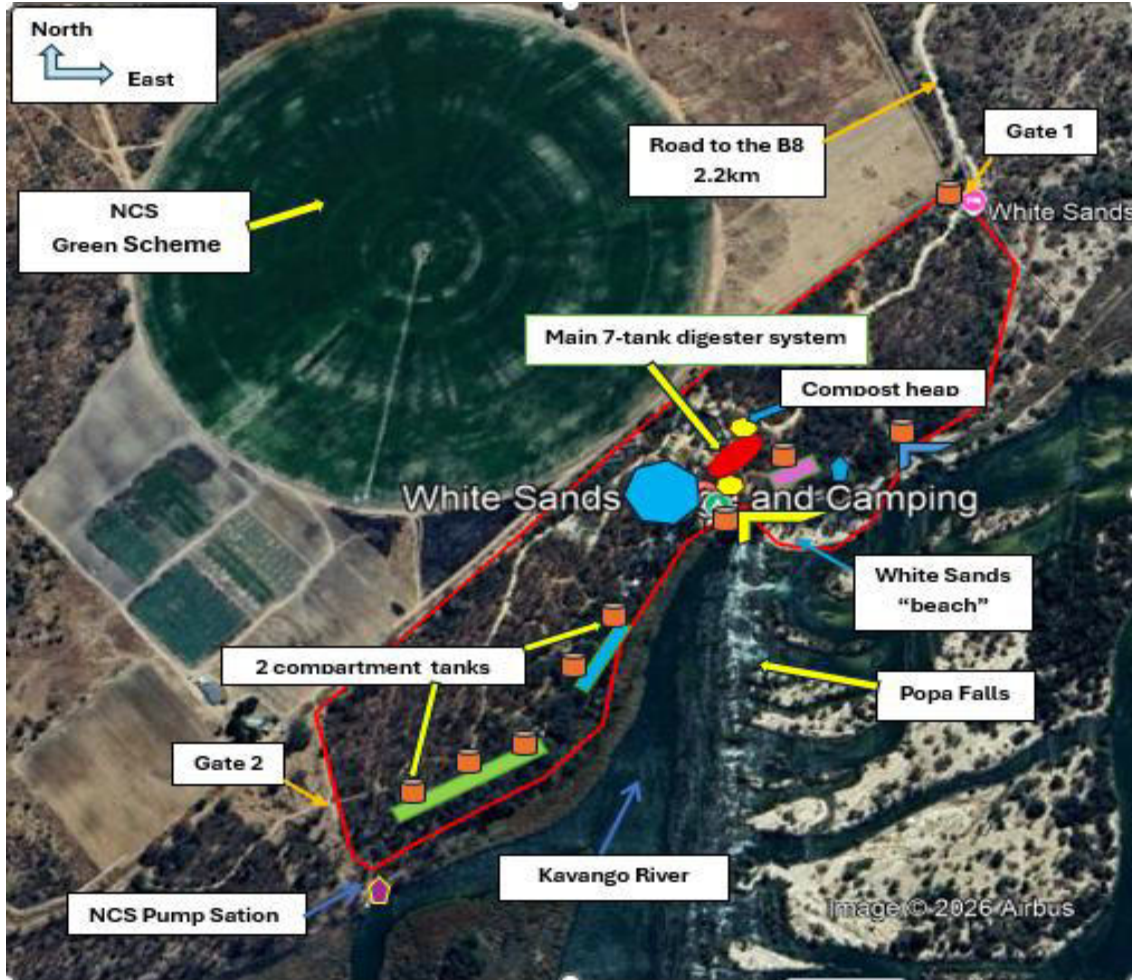 North
East
Road to the B8
2.2km
Gate 1
White Sands
NCS
Green Scheme
Main 7-tank digester system
Compost heap
White Sands
and Camping
White Sands
“beach”
2 compartment tanks
Popa Falls
Gate 2
Kavango River
NCS Pump Sation
Image © 2026 Airbus